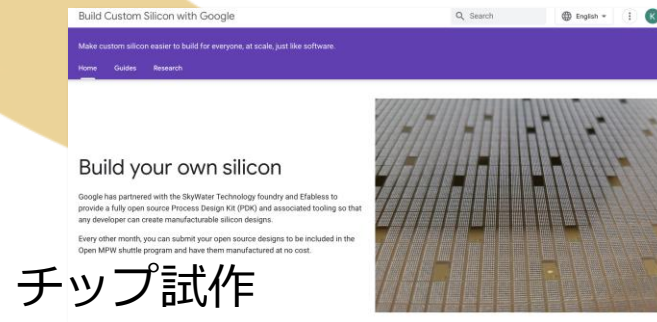 Build Custom Silicon with Google
Search
English
K
Make custom silicon easier to build for everyone, at scale, just like software.
Home Guides Research
Build your own silicon
Google has partnered with the SkyWater Technology foundry and Efabless to
provide a fully open source Process Design Kit (PDK) and associated tooling so that
any developer can create manufacturable silicon designs.
Every other month, you can submit your open source designs to be included in the
Open MPW shuttle program and have them manufactured at no cost.
チップ試作